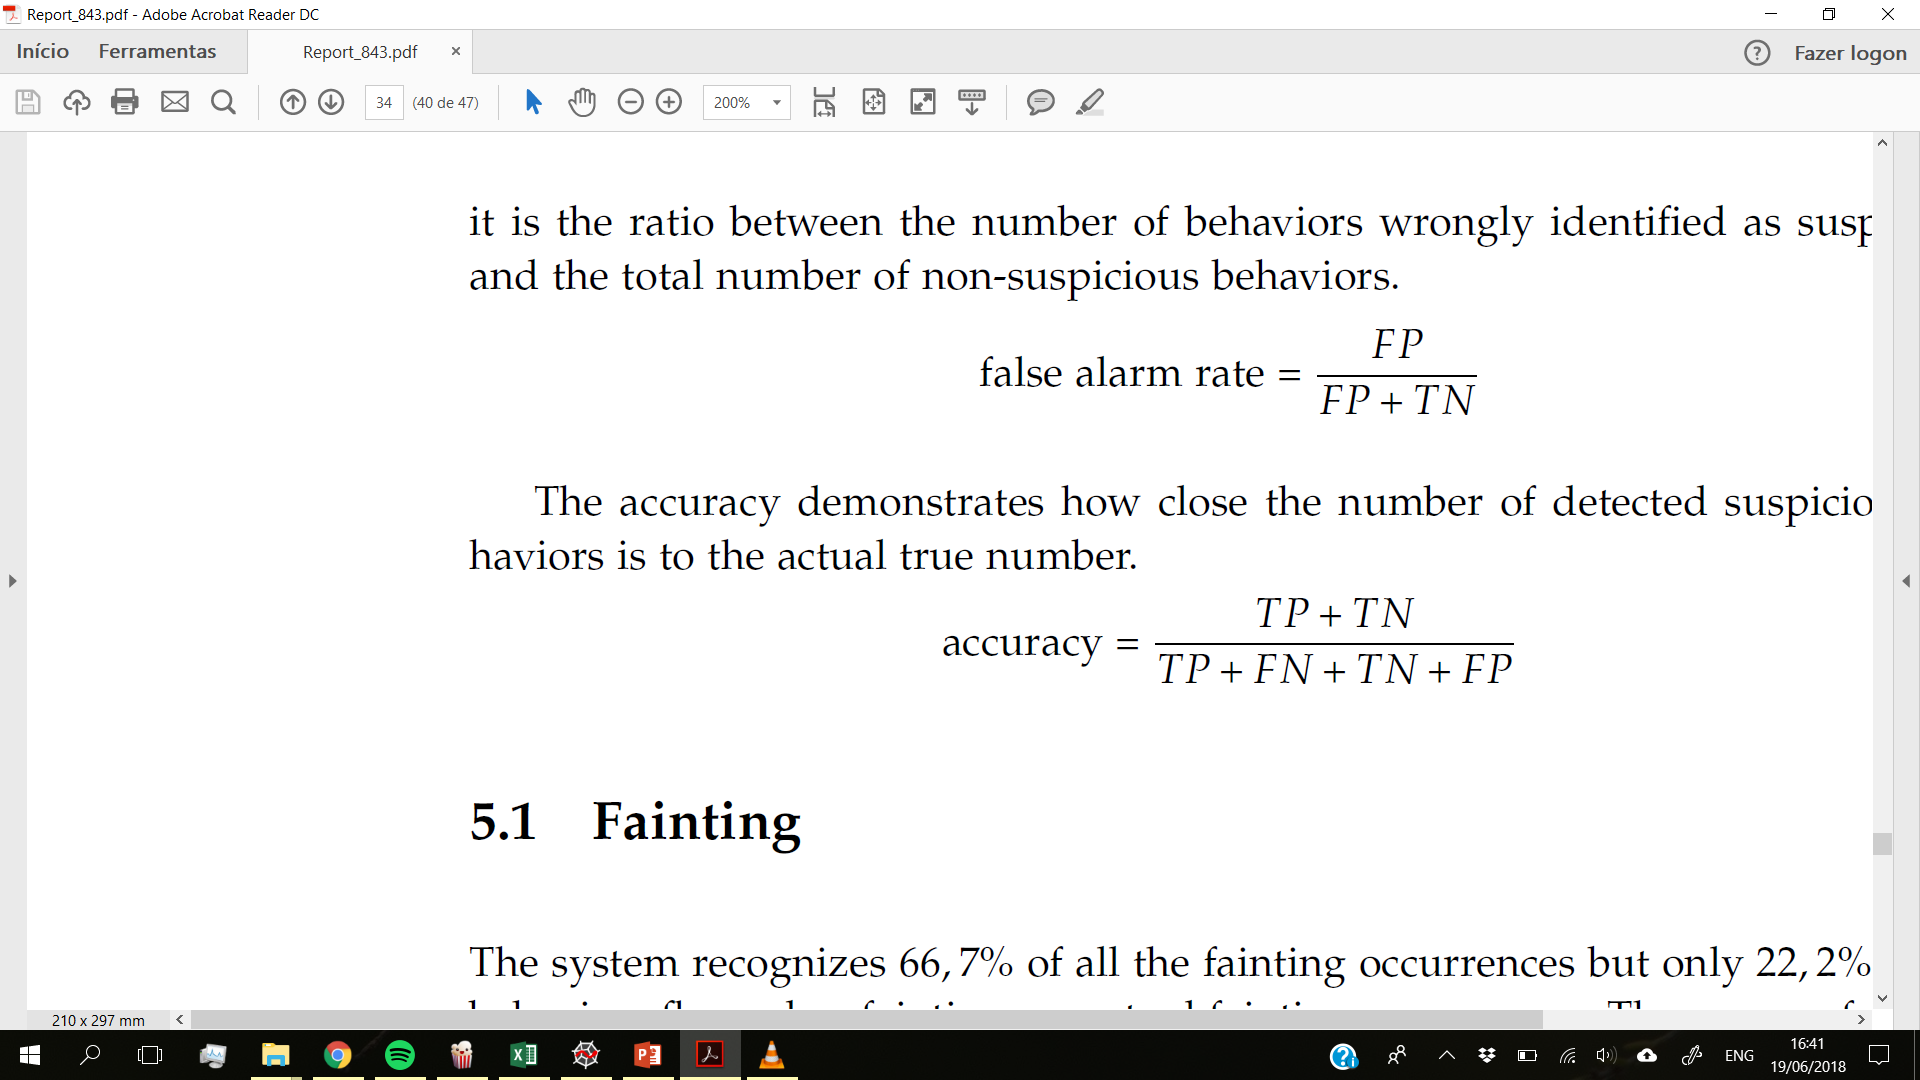 Report_843.pdf - Adobe Acrobat Reader DC
Início Ferramentas Report_843.pdf × ? Fazer logon
34 (40 de 47) 200%
it is the ratio between the number of behaviors wrongly identified as susp
and the total number of non-suspicious behaviors.
false alarm rate = FP / FP + TN
The accuracy demonstrates how close the number of detected suspicio
haviors is to the actual true number.
accuracy = TP + TN / TP + FN + TN + FP
5.1 Fainting
The system recognizes 66,7% of all the fainting occurrences but only 22,2%
210 x 297 mm
ENG 16:41
19/06/2018